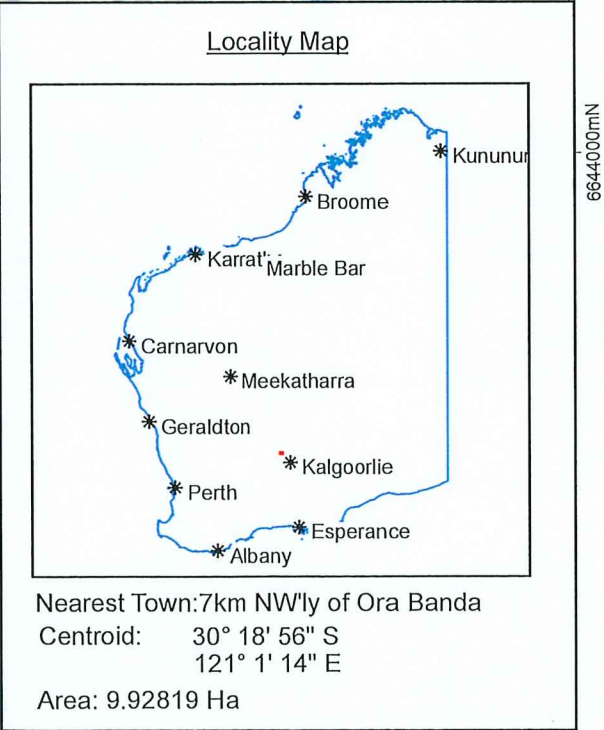 Locality Map
Kununur
Broome
Karrat'
Marble Bar
Carnarvon
Meekatharra
Geraldton
Kalgoorlie
Perth
Esperance
Albany
6644000mN
Nearest Town:7km NW'ly of Ora Banda
Centroid: 30° 18' 56" S
121° 1' 14" E
Area: 9.92819 Ha